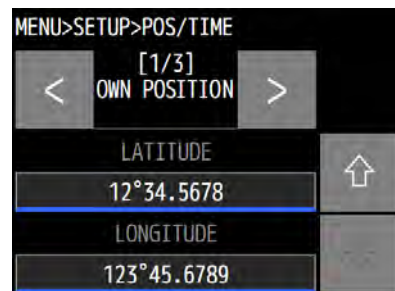 MENU>SETUP>POS/TIME
[1/3]
< OWN POSITION >
LATITUDE
12°34.5678
LONGITUDE
123°45.6789